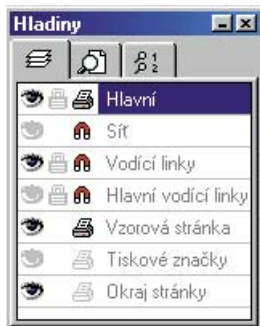 Hladiny
Hlavní
Síť
Vodící linky
Hlavní vodící linky
Vzorová stránka
Tiskové značky
Okraj stránky